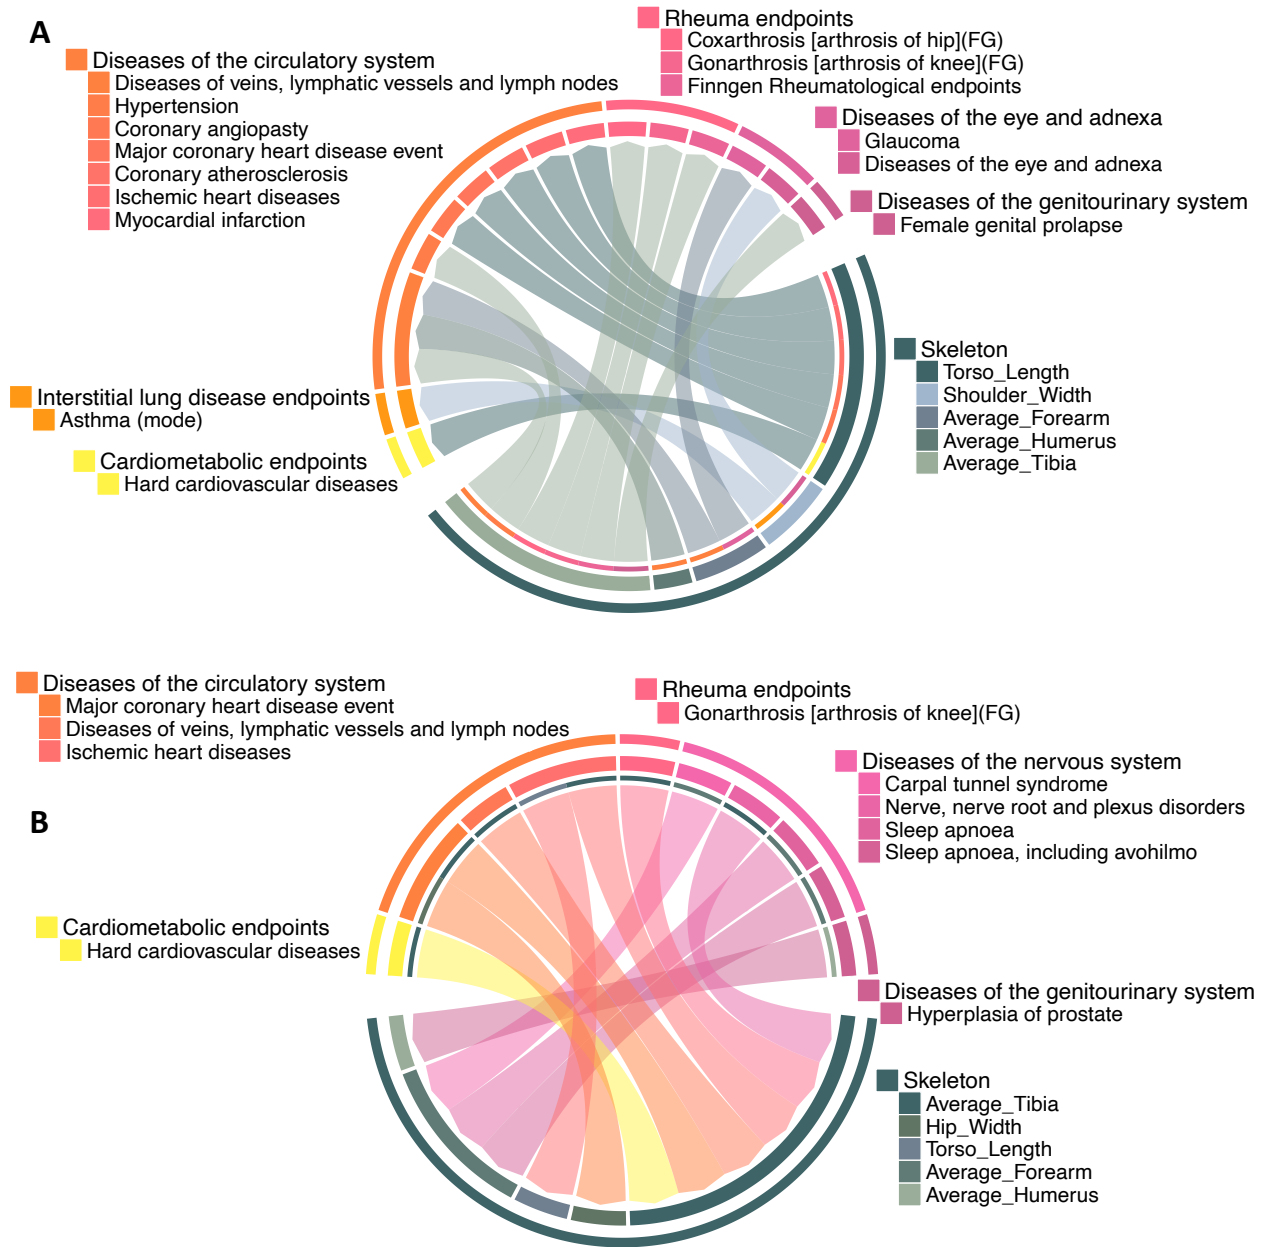 A
Diseases of the circulatory system
Diseases of veins, lymphatic vessels and lymph nodes
Hypertension
Coronary angiopasty
Major coronary heart disease event
Coronary atherosclerosis
Ischemic heart diseases
Myocardial infarction
Rheuma endpoints
Coxarthrosis [arthrosis of hip](FG)
Gonarthrosis [arthrosis of knee](FG)
Finngen Rheumatological endpoints
Diseases of the eye and adnexa
Glaucoma
Diseases of the eye and adnexa
Diseases of the genitourinary system
Female genital prolapse
Interstitial lung disease endpoints
Asthma (mode)
Cardiometabolic endpoints
Hard cardiovascular diseases
Skeleton
Torso_Length
Shoulder_Width
Average_Forearm
Average_Humerus
Average_Tibia
B
Diseases of the circulatory system
Major coronary heart disease event
Diseases of veins, lymphatic vessels and lymph nodes
Ischemic heart diseases
Rheuma endpoints
Gonarthrosis [arthrosis of knee](FG)
Diseases of the nervous system
Carpal tunnel syndrome
Nerve, nerve root and plexus disorders
Sleep apnoea
Sleep apnoea, including avohilmo
Cardiometabolic endpoints
Hard cardiovascular diseases
Diseases of the genitourinary system
Hyperplasia of prostate
Skeleton
Average_Tibia
Hip_Width
Torso_Length
Average_Forearm
Average_Humerus